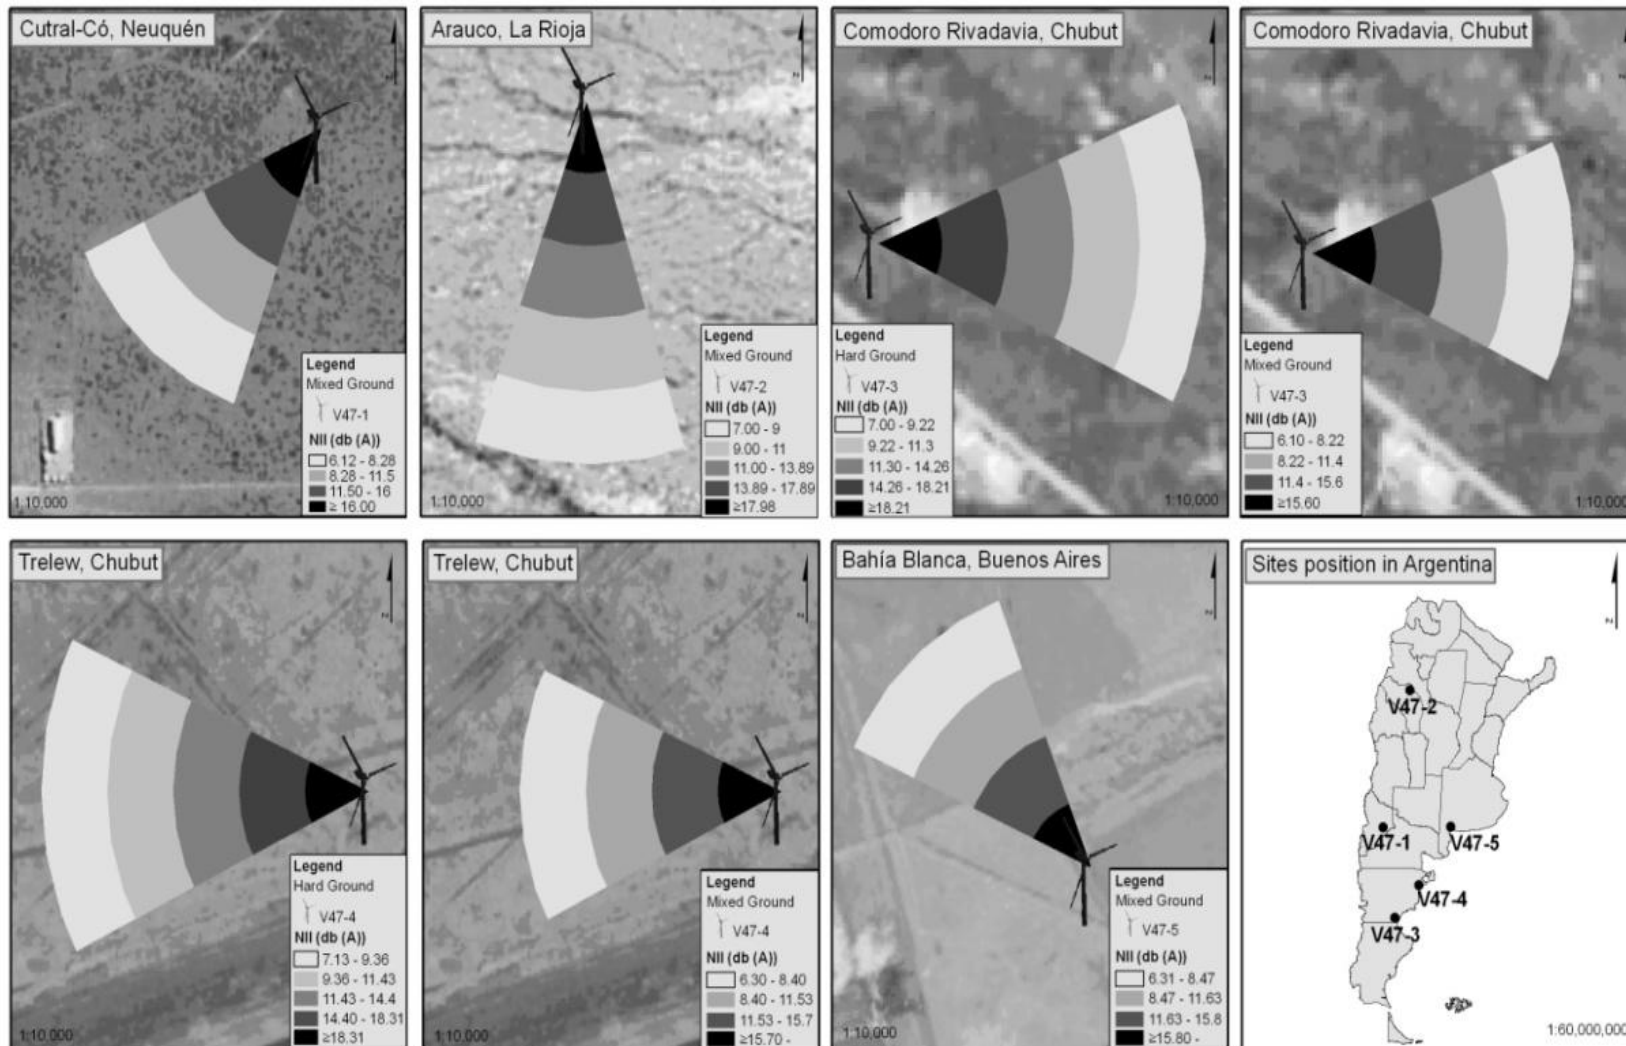 Cutral-Có, Neuquén
Z
Legend
Mixed Ground
V47-1
NII (db (A))
6.12 - 8.28
8.28 - 11.5
11.50 - 16
≥ 16.00
1:10,000
Arauco, La Rioja
Z
Legend
Mixed Ground
V47-2
NII (db (A))
7.00 - 9
9.00 - 11
11.00 - 13.89
13.89 - 17.89
≥17.98
1:10,000
Comodoro Rivadavia, Chubut
Z
Legend
Hard Ground
V47-3
NII (db (A))
7.00 - 9.22
9.22 - 11.3
11.30 - 14.26
14.26 - 18.21
≥18.21
1:10,000
Comodoro Rivadavia, Chubut
Z
Legend
Mixed Ground
V47-3
NII (db (A))
6.10 - 8.22
8.22 - 11.4
11.4 - 15.6
≥15.60
1:10,000
Trelew, Chubut
Z
Legend
Hard Ground
V47-4
NII (db (A))
7.13 - 9.36
9.36 - 11.43
11.43 - 14.4
14.40 - 18.31
≥18.31
1:10,000
Trelew, Chubut
Z
Legend
Mixed Ground
V47-4
NII (db (A))
6.30 - 8.40
8.40 - 11.53
11.53 - 15.7
≥15.70 -
1:10,000
Bahía Blanca, Buenos Aires
Z
Legend
Mixed Ground
V47-5
NII (db (A))
6.31 - 8.47
8.47 - 11.63
11.63 - 15.8
≥15.80 -
1:10,000
Sites position in Argentina
Z
V47-2
V47-1
V47-5
V47-4
V47-3
1:60,000,000